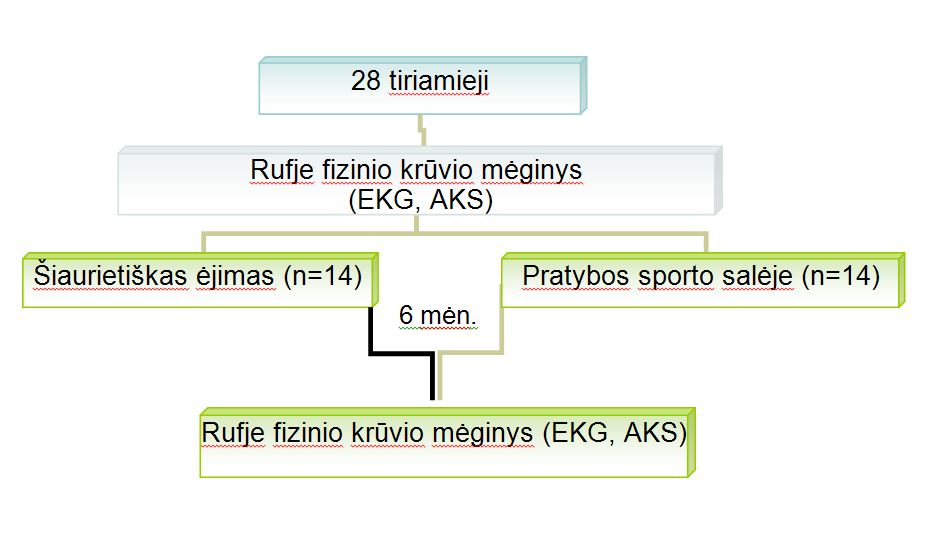 28 tiriamieji
Rufje fizinio krūvio mėginys
(EKG, AKS)
Šiaurietiškas ėjimas (n=14)
Pratybos sporto salėje (n=14)
6 mėn.
Rufje fizinio krūvio mėginys (EKG, AKS)